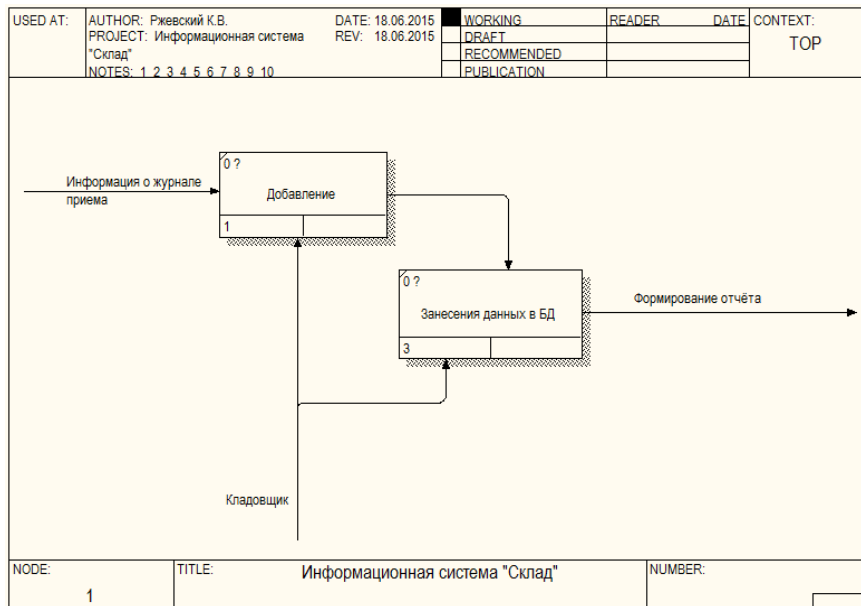 USED AT:
AUTHOR: Ржевский К.В.
DATE: 18.06.2015
PROJECT: Информационная система
REV: 18.06.2015
"Склад"
NOTES: 1 2 3 4 5 6 7 8 9 10
WORKING
DRAFT
RECOMMENDED
PUBLICATION
READER
DATE
CONTEXT:
TOP
0 ?
Информация о журнале
приема
Добавление
1
0 ?
Занесения данных в БД
3
Формирование отчёта
Кладовщик
NODE:
1
TITLE:
Информационная система "Склад"
NUMBER: